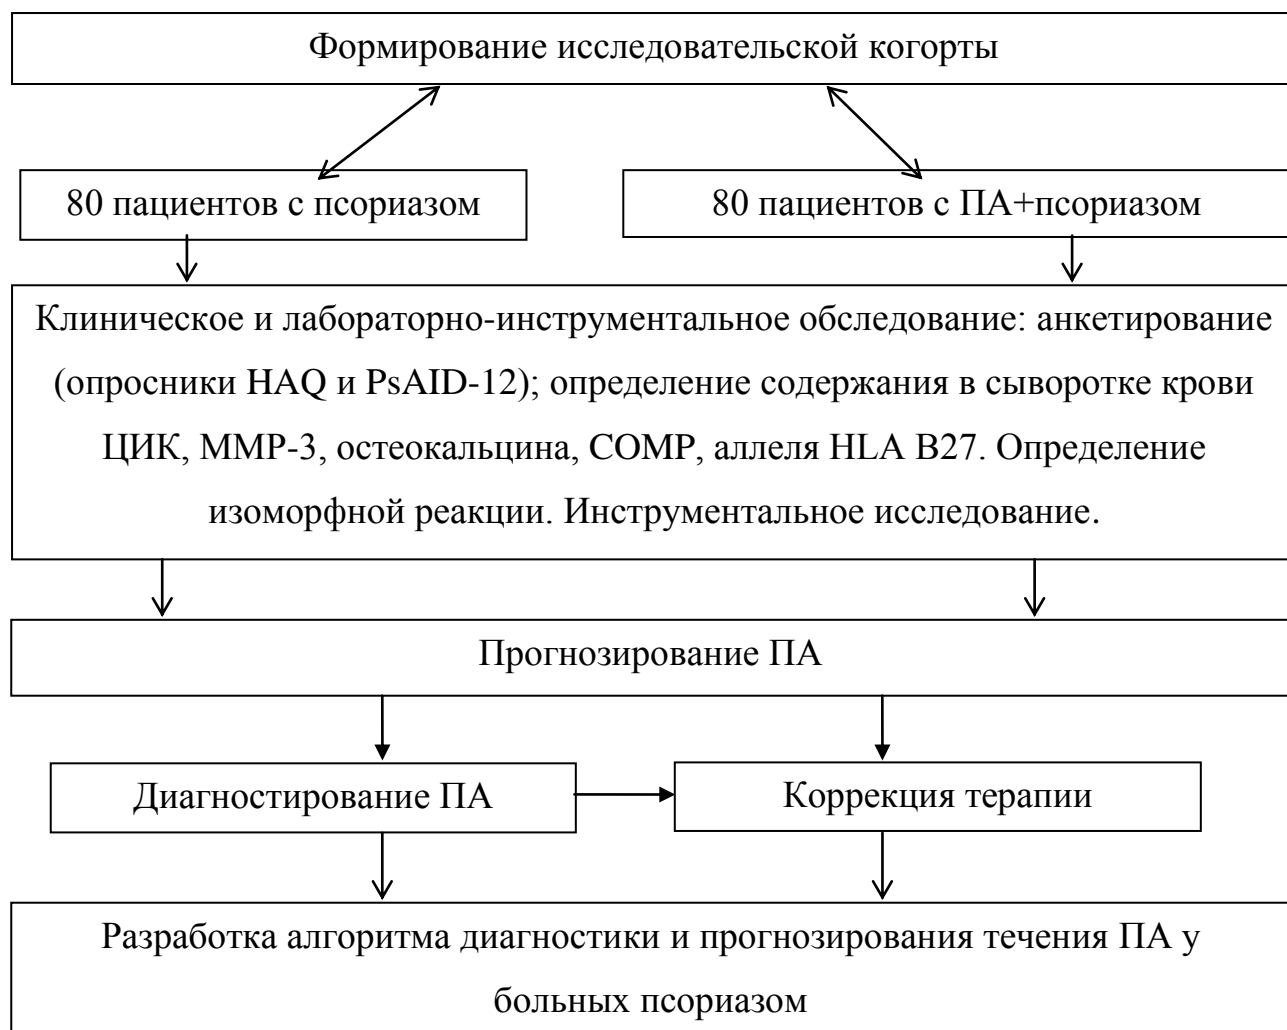 Формирование исследовательской когорты
80 пациентов с псориазом
80 пациентов с ПА+псориазом
Клиническое и лабораторно-инструментальное обследование: анкетирование
(опросники HAQ и PsAID-12); определение содержания в сыворотке крови
ЦИК, ММР-3, остеокальцина, COMP, аллеля HLA B27. Определение
изоморфной реакции. Инструментальное исследование.
Прогнозирование ПА
Диагностирование ПА
Коррекция терапии
Разработка алгоритма диагностики и прогнозирования течения ПА у
больных псориазом